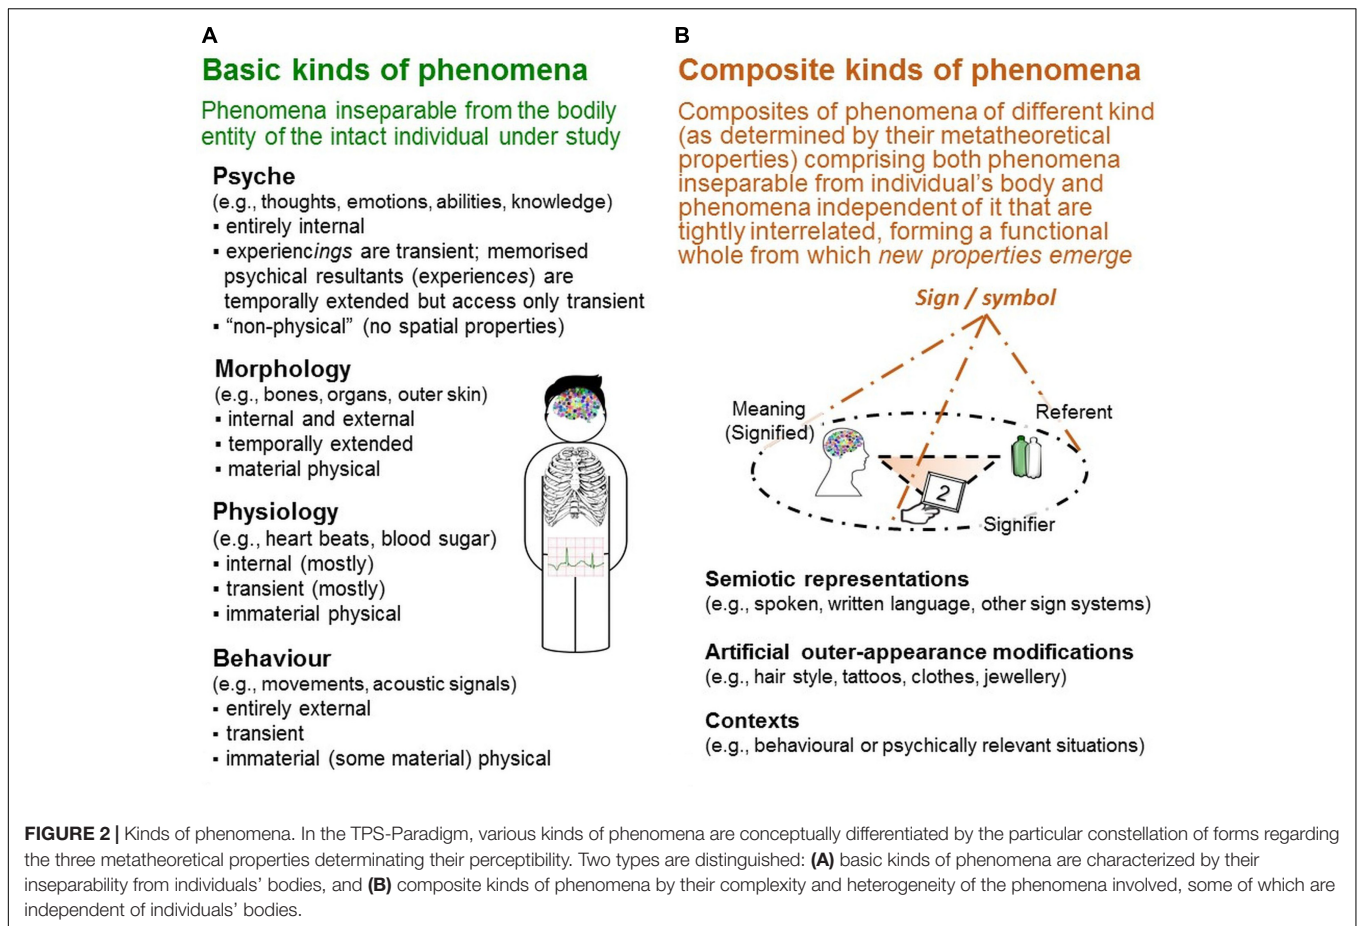 A
Basic kinds of phenomena
Phenomena inseparable from the bodily
entity of the intact individual under study
Psyche
(e.g., thoughts, emotions, abilities, knowledge)
▪ entirely internal
▪ experiencings are transient; memorised
psychical resultants (experiences) are
temporally extended but access only transient
▪ “non-physical” (no spatial properties)
Morphology
(e.g., bones, organs, outer skin)
▪ internal and external
▪ temporally extended
▪ material physical
Physiology
(e.g., heart beats, blood sugar)
▪ internal (mostly)
▪ transient (mostly)
▪ immaterial physical
Behaviour
(e.g., movements, acoustic signals)
▪ entirely external
▪ transient
▪ immaterial (some material) physical
B
Composite kinds of phenomena
Composites of phenomena of different kind
(as determined by their metatheoretical
properties) comprising both phenomena
inseparable from individual’s body and
phenomena independent of it that are
tightly interrelated, forming a functional
whole from which new properties emerge
Sign / symbol
Meaning
(Signified)
Referent
2
Signifier
Semiotic representations
(e.g., spoken, written language, other sign systems)
Artificial outer-appearance modifications
(e.g., hair style, tattoos, clothes, jewellery)
Contexts
(e.g., behavioural or psychically relevant situations)
FIGURE 2 | Kinds of phenomena. In the TPS-Paradigm, various kinds of phenomena are conceptually differentiated by the particular constellation of forms regarding
the three metatheoretical properties determinating their perceptibility. Two types are distinguished: (A) basic kinds of phenomena are characterized by their
inseparability from individuals’ bodies, and (B) composite kinds of phenomena by their complexity and heterogeneity of the phenomena involved, some of which are
independent of individuals’ bodies.